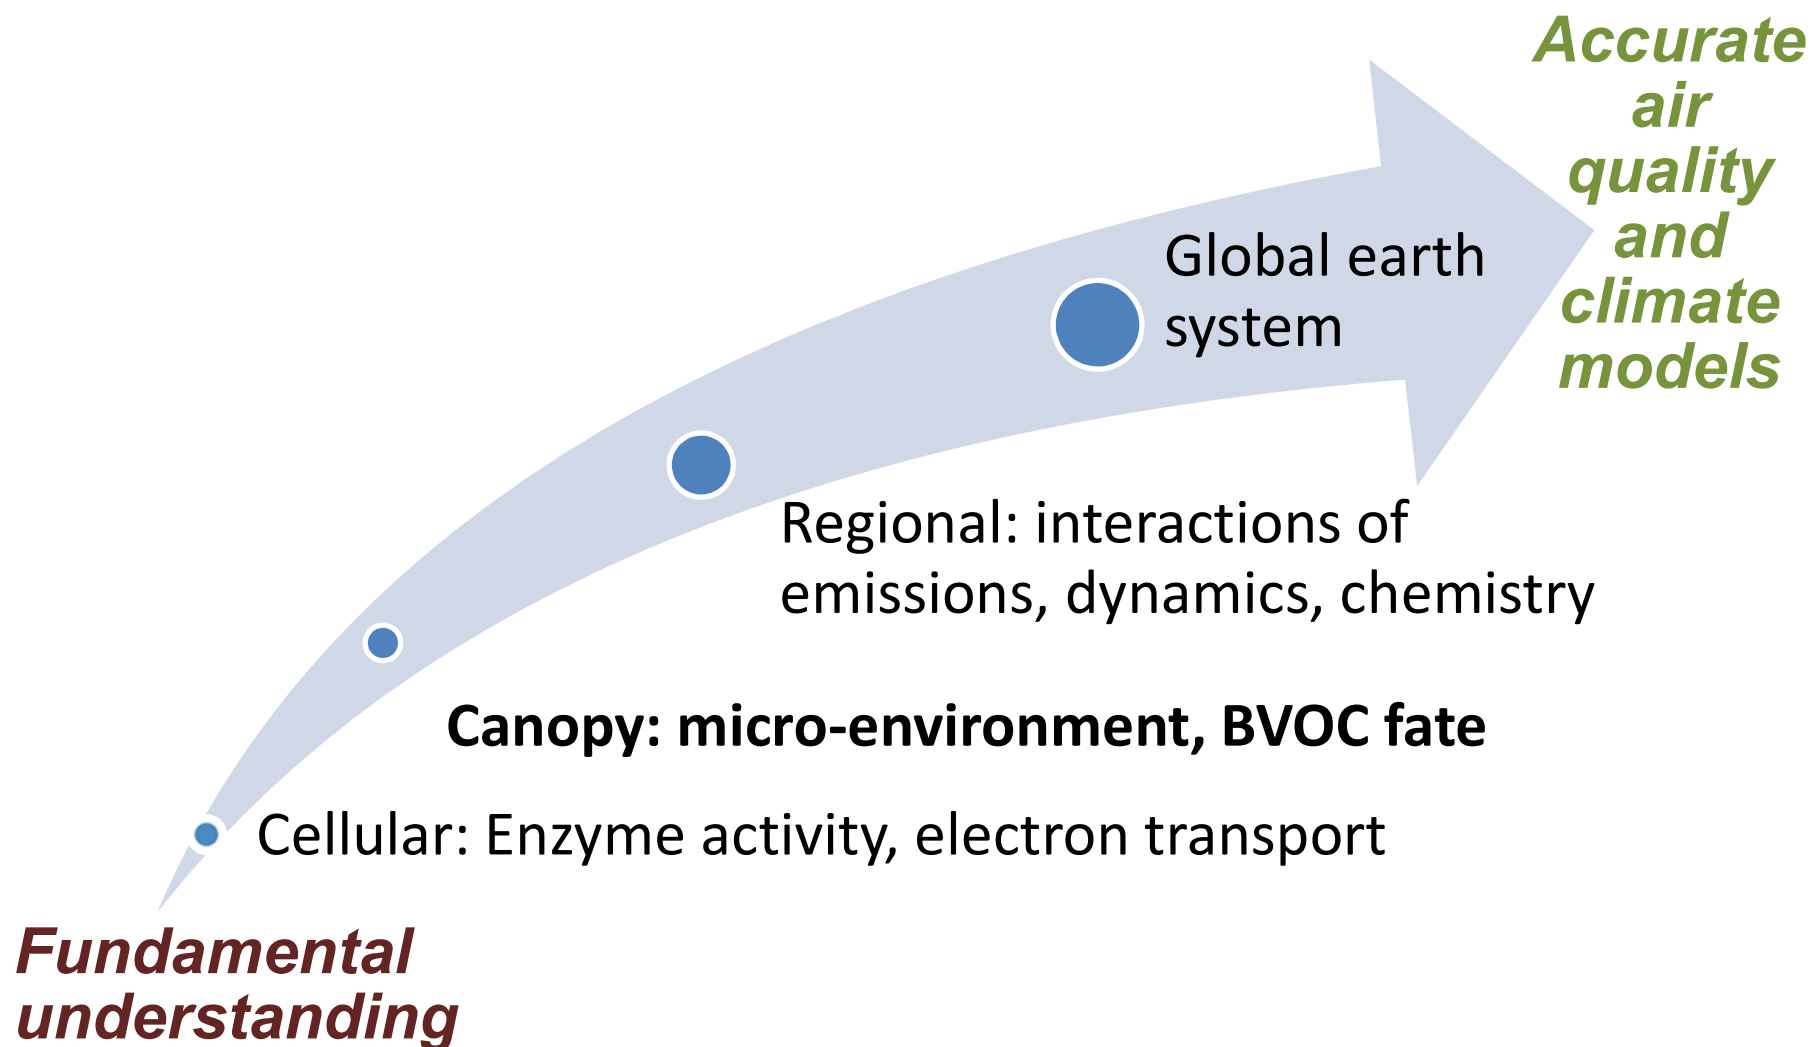 Accurate
air
quality
and
climate
models
Global earth
system
Regional: interactions of
emissions, dynamics, chemistry
Canopy: micro-environment, BVOC fate
Cellular: Enzyme activity, electron transport
Fundamental
understanding